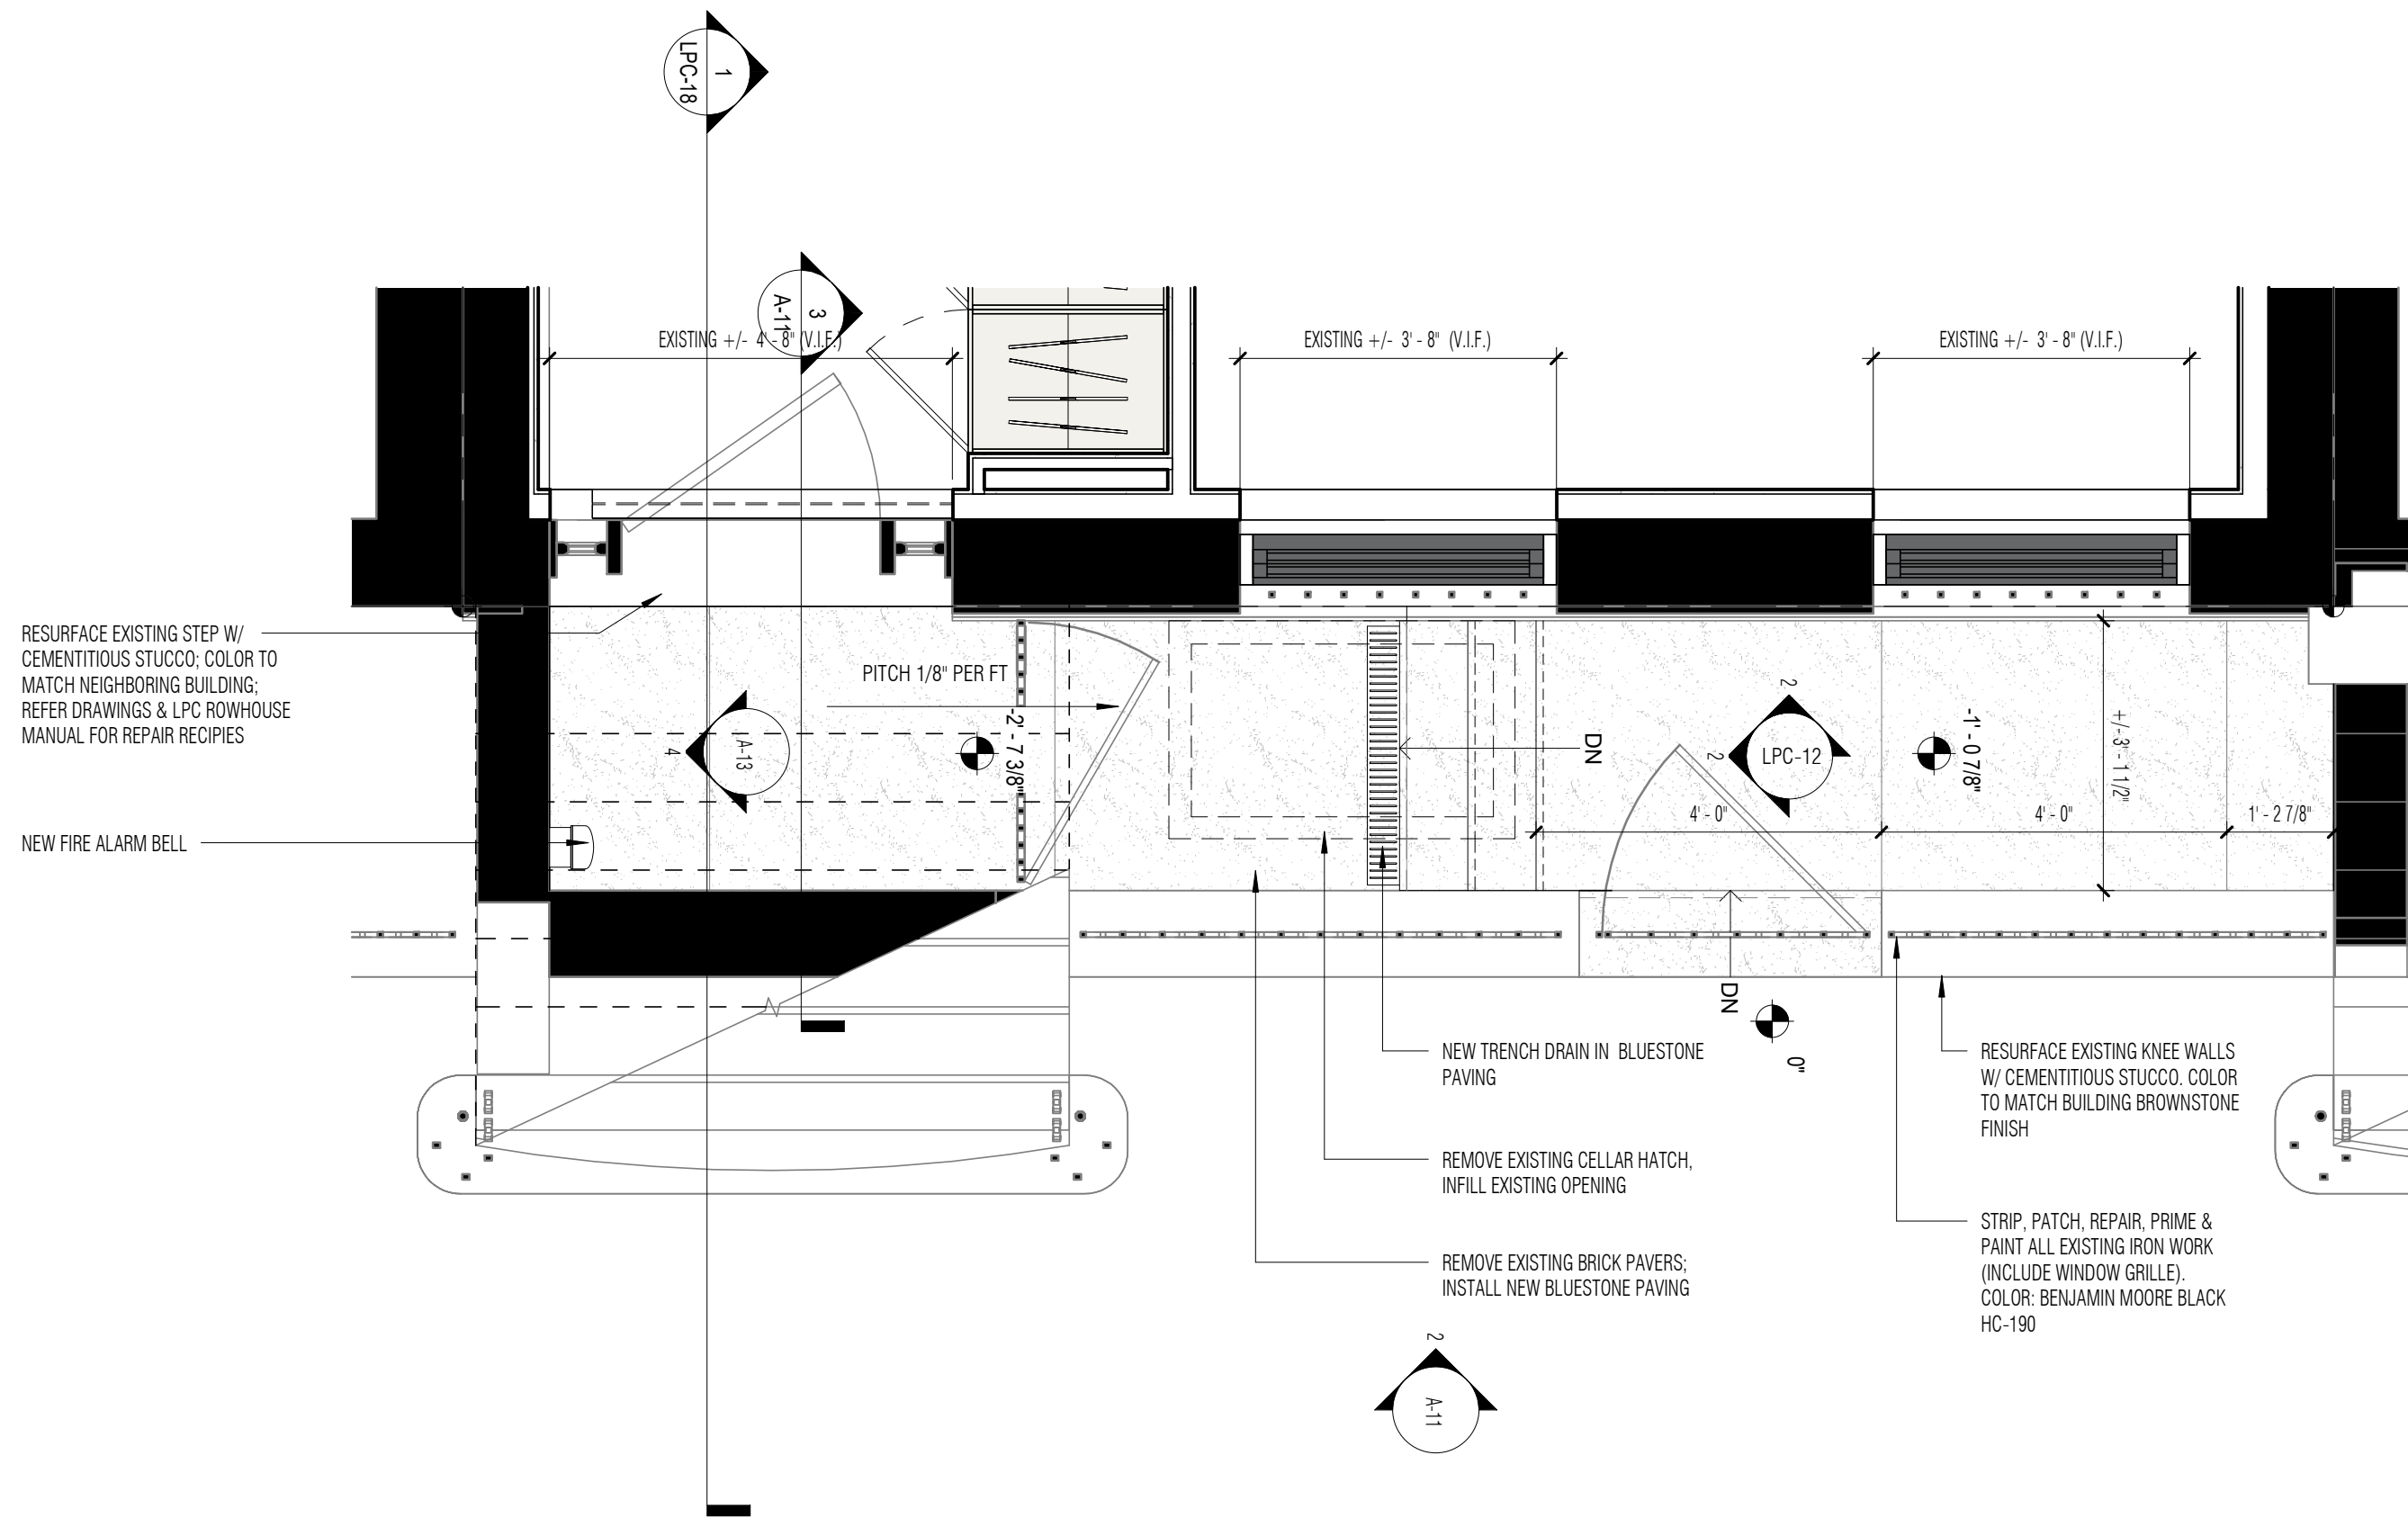 1
LPC-18
3
A-11
EXISTING +/- 4' - 8" (V.I.F.)
EXISTING +/- 3' - 8" (V.I.F.)
EXISTING +/- 3' - 8" (V.I.F.)
RESURFACE EXISTING STEP W/
CEMENTITIOUS STUCCO; COLOR TO
MATCH NEIGHBORING BUILDING;
REFER DRAWINGS & LPC ROWHOUSE
MANUAL FOR REPAIR RECIPIES
PITCH 1/8" PER FT
-2' - 7 3/8"
4
A-13
DN
2
2
LPC-12
-1' - 0 7/8"
+/- 3' - 1 1/2"
4' - 0"
4' - 0"
1' - 2 7/8"
NEW FIRE ALARM BELL
DN
0"
NEW TRENCH DRAIN IN BLUESTONE
PAVING
REMOVE EXISTING CELLAR HATCH,
INFILL EXISTING OPENING
REMOVE EXISTING BRICK PAVERS;
INSTALL NEW BLUESTONE PAVING
RESURFACE EXISTING KNEE WALLS
W/ CEMENTITIOUS STUCCO. COLOR
TO MATCH BUILDING BROWNSTONE
FINISH
STRIP, PATCH, REPAIR, PRIME &
PAINT ALL EXISTING IRON WORK
(INCLUDE WINDOW GRILLE).
COLOR: BENJAMIN MOORE BLACK
HC-190
2
A-11